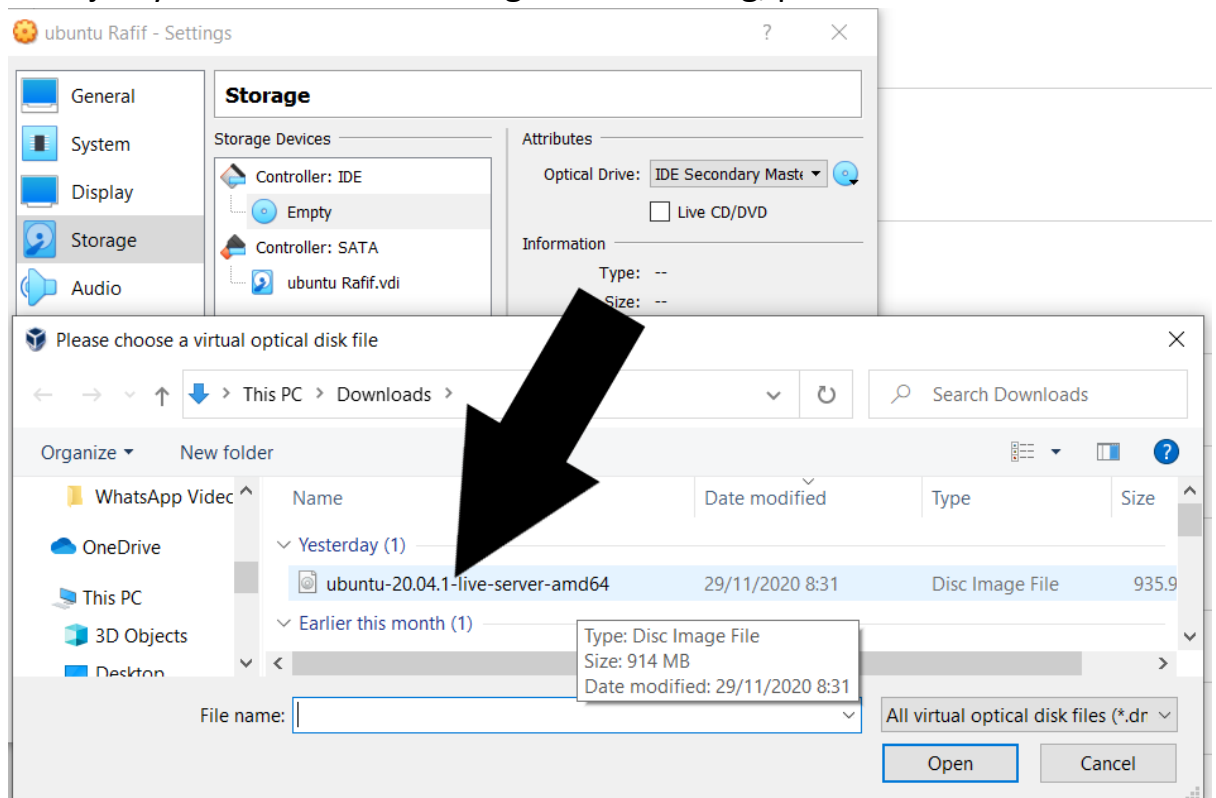 ubuntu Rafif - Settings
?
General
System
Display
Storage
Audio
Storage
Storage Devices
Controller: IDE
Empty
Controller: SATA
ubuntu Rafif.vdi
Attributes
Optical Drive: IDE Secondary Maste
Live CD/DVD
Information
Type: --
Size: --
Please choose a virtual optical disk file
This PC > Downloads >
Search Downloads
Organize
New folder
?
WhatsApp Videc
OneDrive
This PC
3D Objects
Desktop
Name Date modified Type Size
Yesterday (1)
ubuntu-20.04.1-live-server-amd64 29/11/2020 8:31 Disc Image File 935.9
Earlier this month (1)
Type: Disc Image File
Size: 914 MB
Date modified: 29/11/2020 8:31
File name:
All virtual optical disk files (*.dr
Open
Cancel